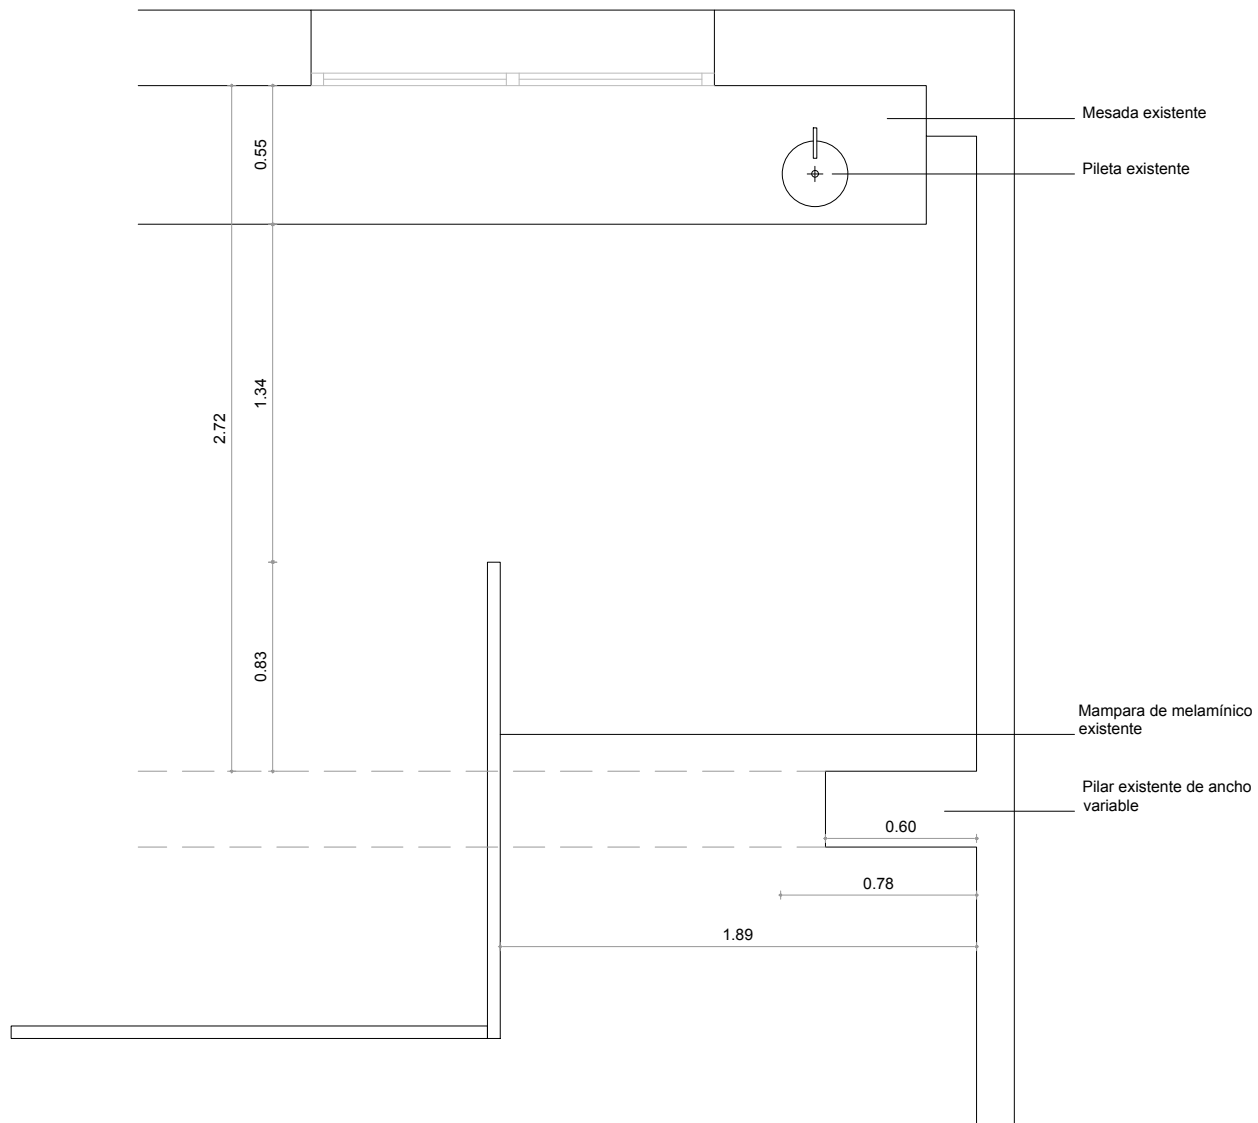 Mesada existente
0.55
Pileta existente
1.34
2.72
0.83
Mampara de melamínico
existente
Pilar existente de ancho
variable
0.60
0.78
1.89